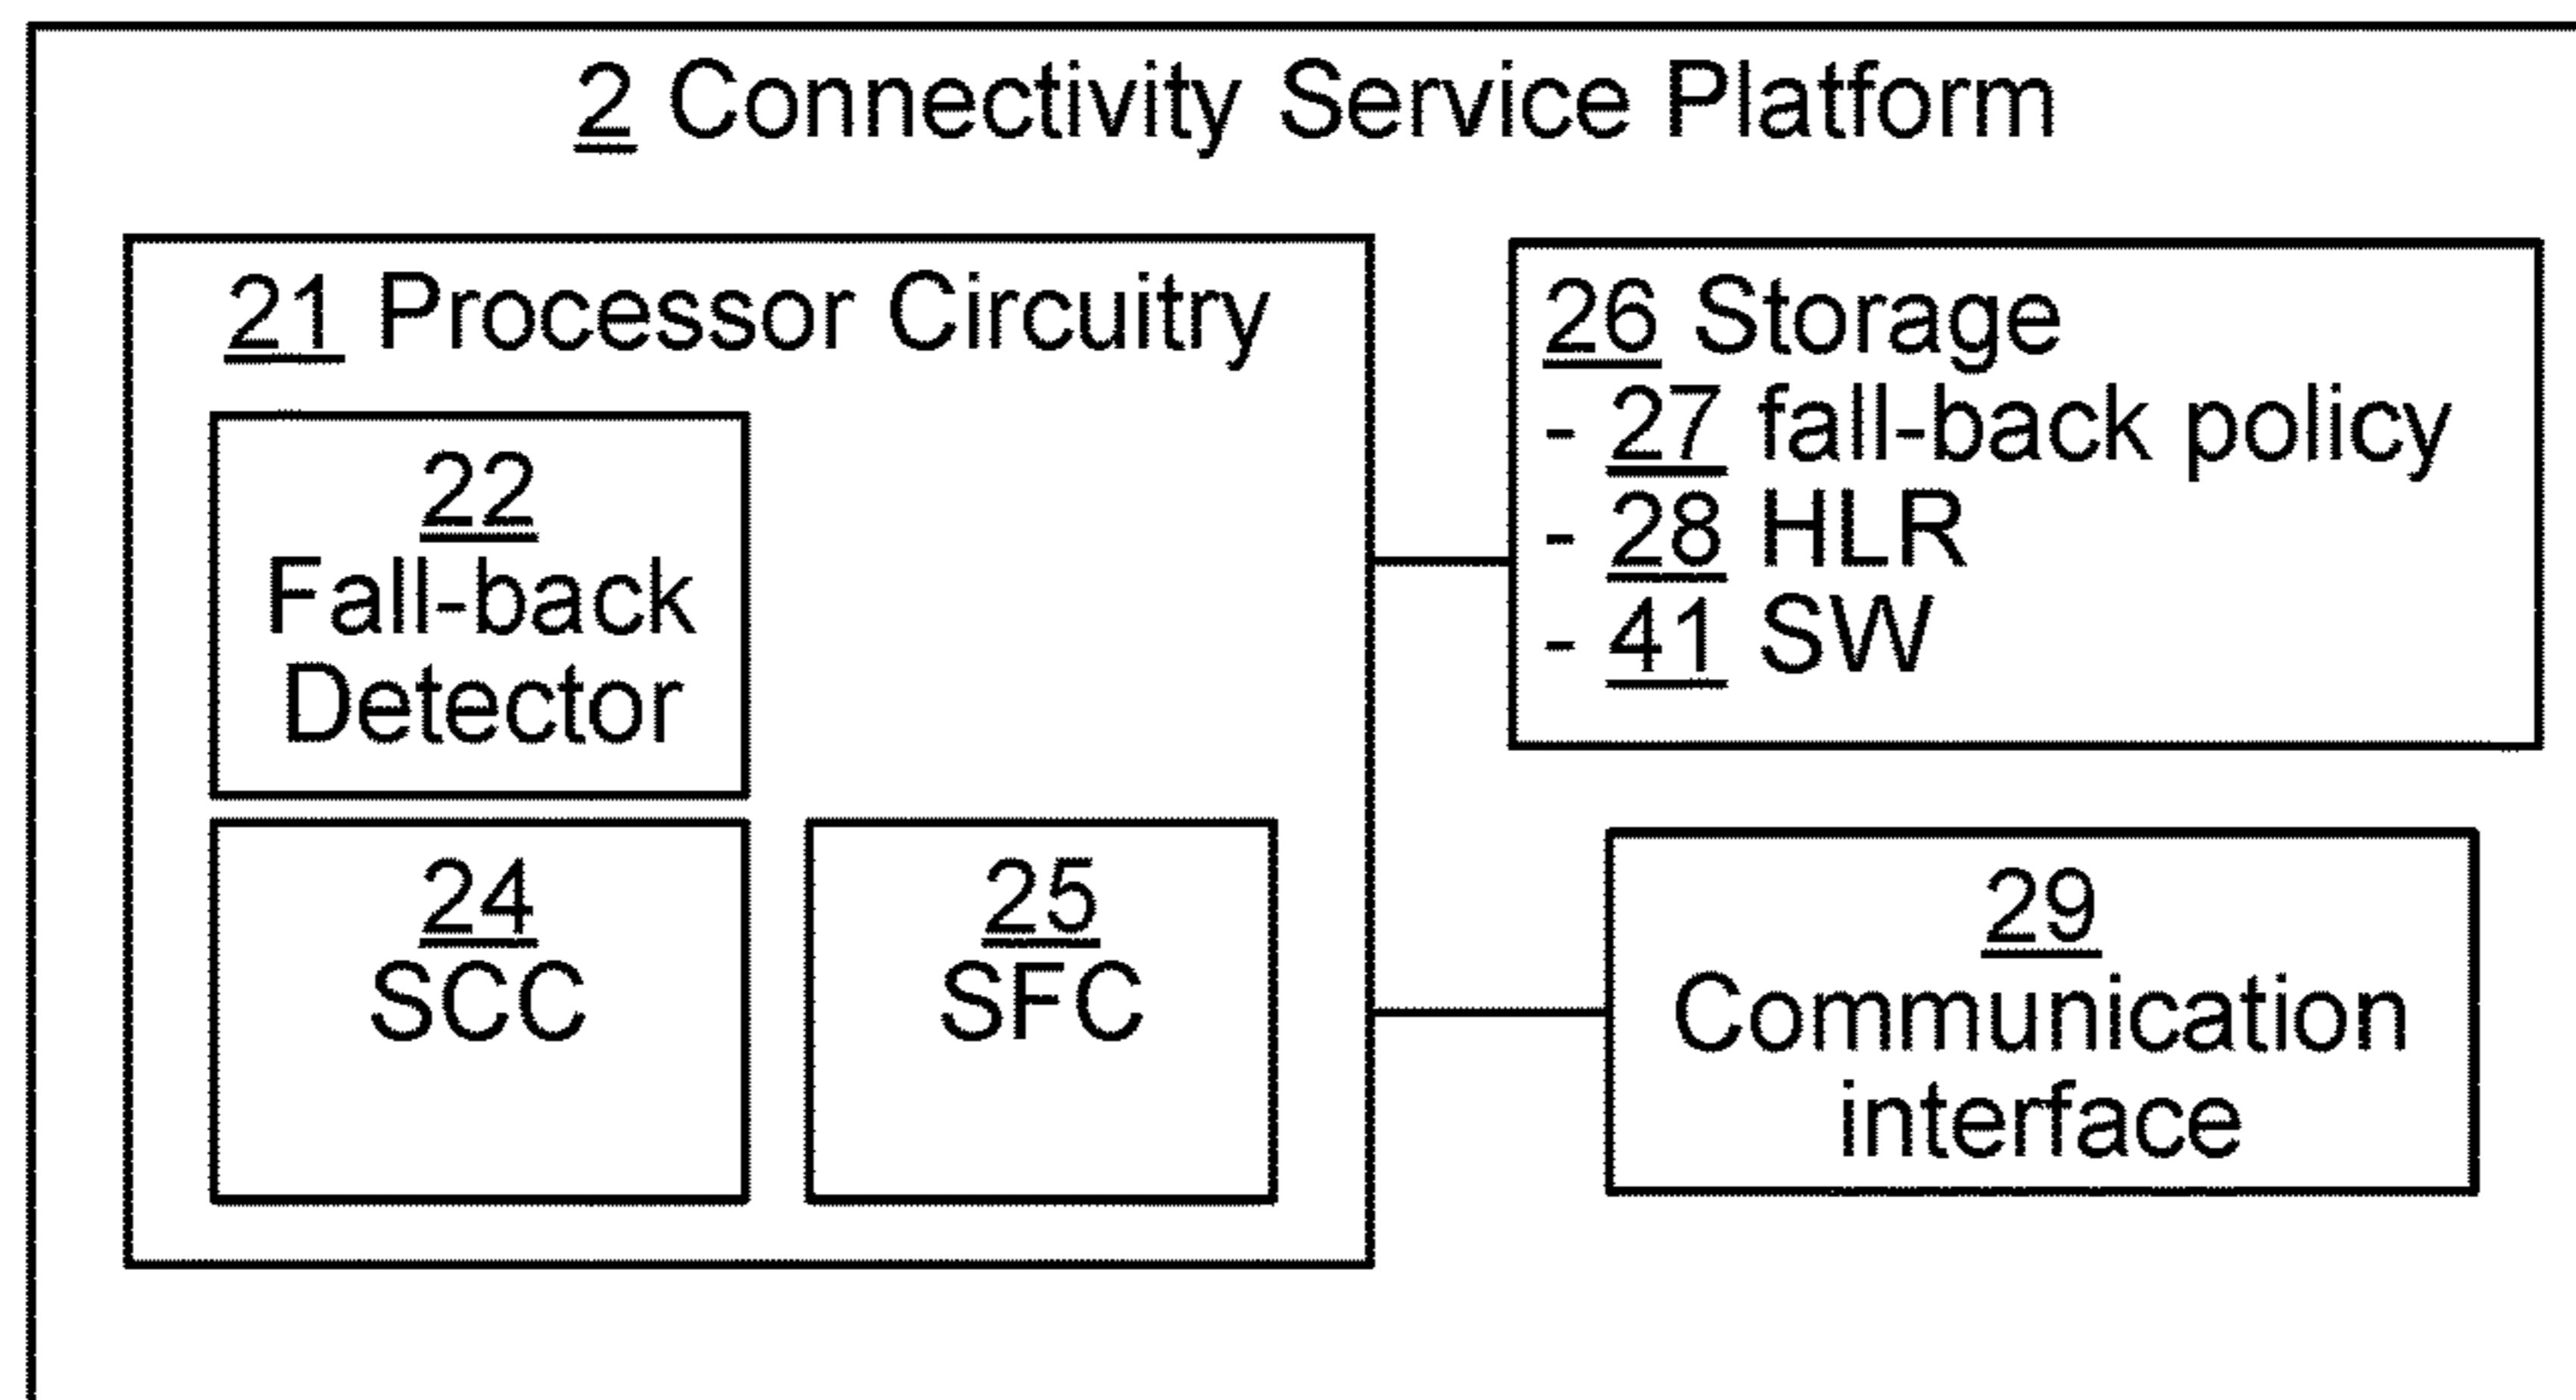 2 Connectivity Service Platform
21 Processor Circuitry
22
Fall-back
Detector
24
SCC
25
SFC
26 Storage
- 27 fall-back policy
- 28 HLR
- 41 SW
29
Communication
interface